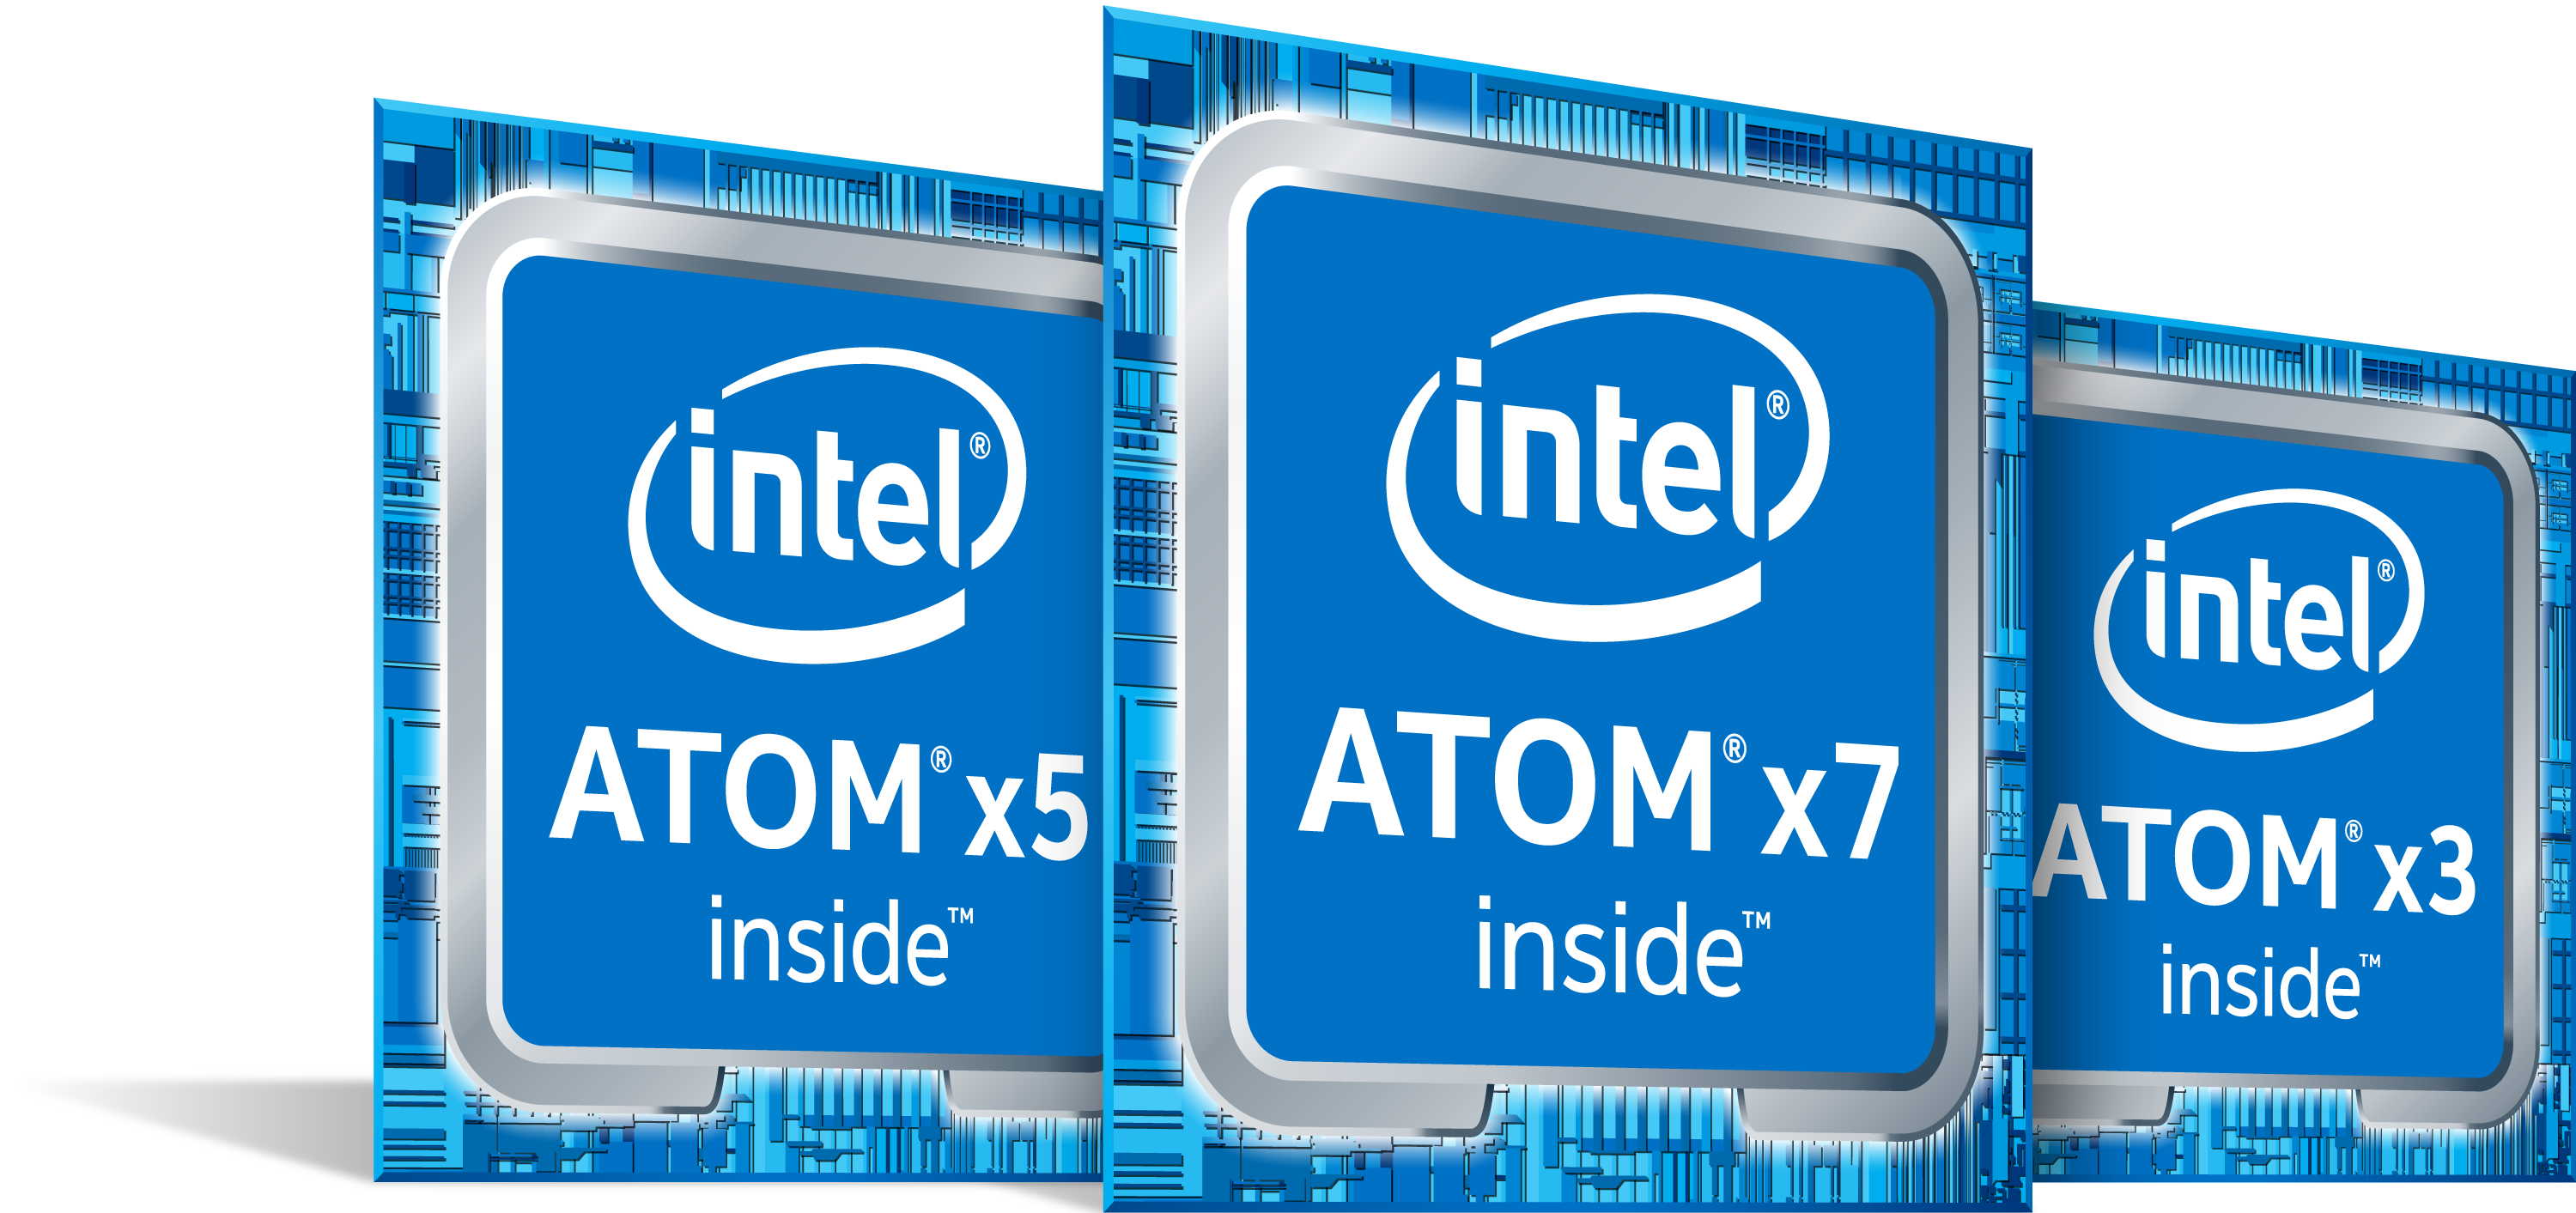 intel®
ATOM® x5
inside™
intel®
ATOM® x7
inside™
intel®
ATOM® x3
inside™